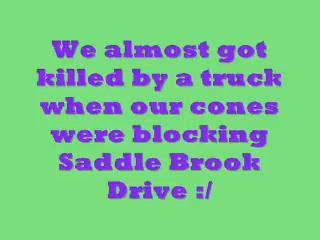 We almost got
killed by a truck
when our cones
were blocking
Saddle Brook
Drive :/